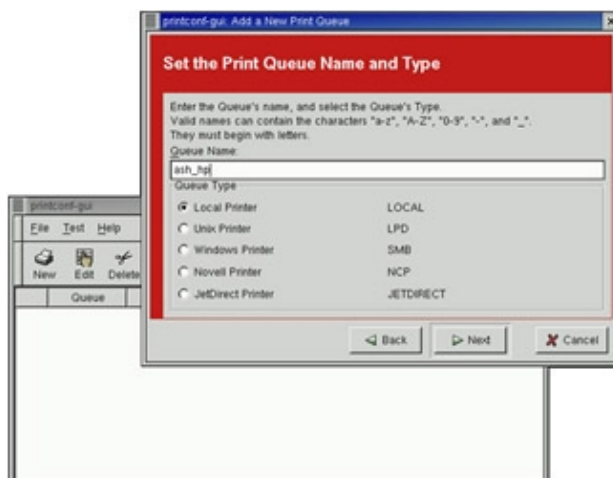 printconf-gui: Add a New Print Queue
Set the Print Queue Name and Type
Enter the Queue's name, and select the Queue's Type.
Valid names can contain the characters "a-z", "A-Z", "0-9", "-", and "_".
They must begin with letters.
Queue Name:
ash_hp
Queue Type
Local Printer LOCAL
Unix Printer LPD
Windows Printer SMB
Novell Printer NCP
JetDirect Printer JETDIRECT
Back Next Cancel
printconf-gui
File Test Help
New Edit Delete
Queue